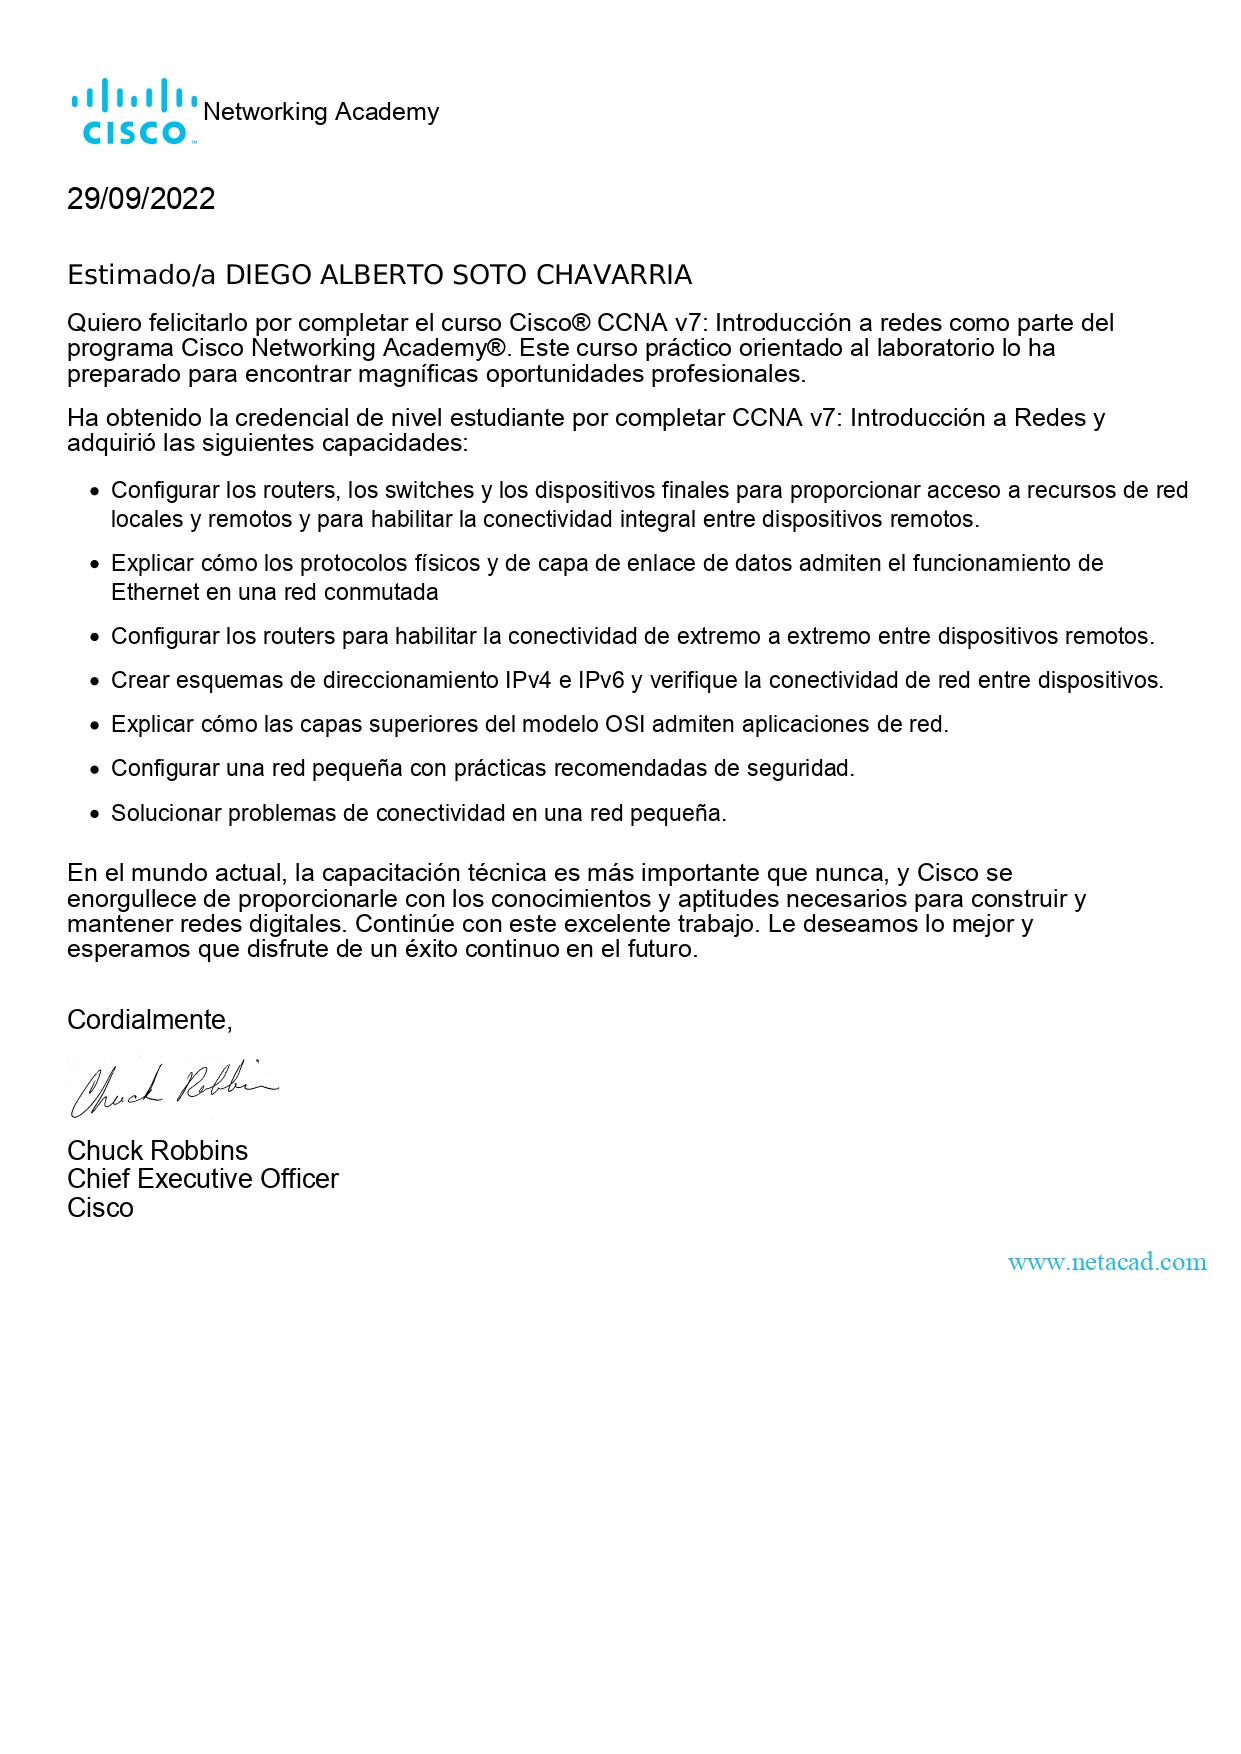 CISCO
Networking Academy
29/09/2022
Estimado/a DIEGO ALBERTO SOTO CHAVARRIA
Quiero felicitarlo por completar el curso Cisco® CCNA v7: Introducción a redes como parte del
programa Cisco Networking Academy®. Este curso práctico orientado al laboratorio lo ha
preparado para encontrar magníficas oportunidades profesionales.
Ha obtenido la credencial de nivel estudiante por completar CCNA v7: Introducción a Redes y
adquirió las siguientes capacidades:
• Configurar los routers, los switches y los dispositivos finales para proporcionar acceso a recursos de red
locales y remotos y para habilitar la conectividad integral entre dispositivos remotos.
• Explicar cómo los protocolos físicos y de capa de enlace de datos admiten el funcionamiento de
Ethernet en una red conmutada
• Configurar los routers para habilitar la conectividad de extremo a extremo entre dispositivos remotos.
• Crear esquemas de direccionamiento IPv4 e IPv6 y verifique la conectividad de red entre dispositivos.
• Explicar cómo las capas superiores del modelo OSI admiten aplicaciones de red.
• Configurar una red pequeña con prácticas recomendadas de seguridad.
• Solucionar problemas de conectividad en una red pequeña.
En el mundo actual, la capacitación técnica es más importante que nunca, y Cisco se
enorgullece de proporcionarle con los conocimientos y aptitudes necesarios para construir y
mantener redes digitales. Continúe con este excelente trabajo. Le deseamos lo mejor y
esperamos que disfrute de un éxito continuo en el futuro.
Cordialmente,
Chuck Robbins
Chuck Robbins
Chief Executive Officer
Cisco
www.netacad.com